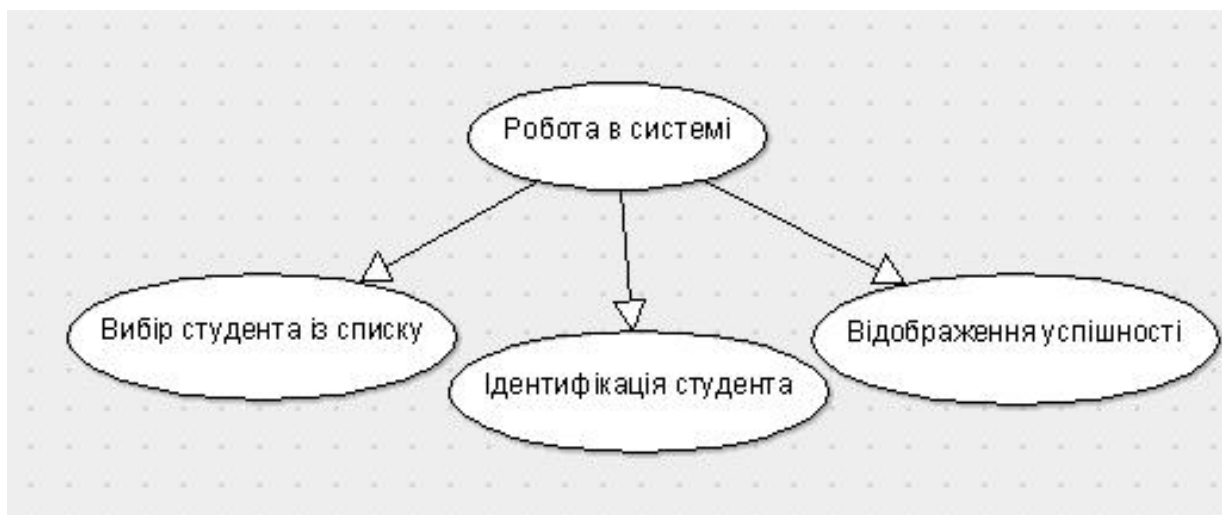 Робота в системі
Вибір студента із списку
Ідентифікація студента
Відображення успішності